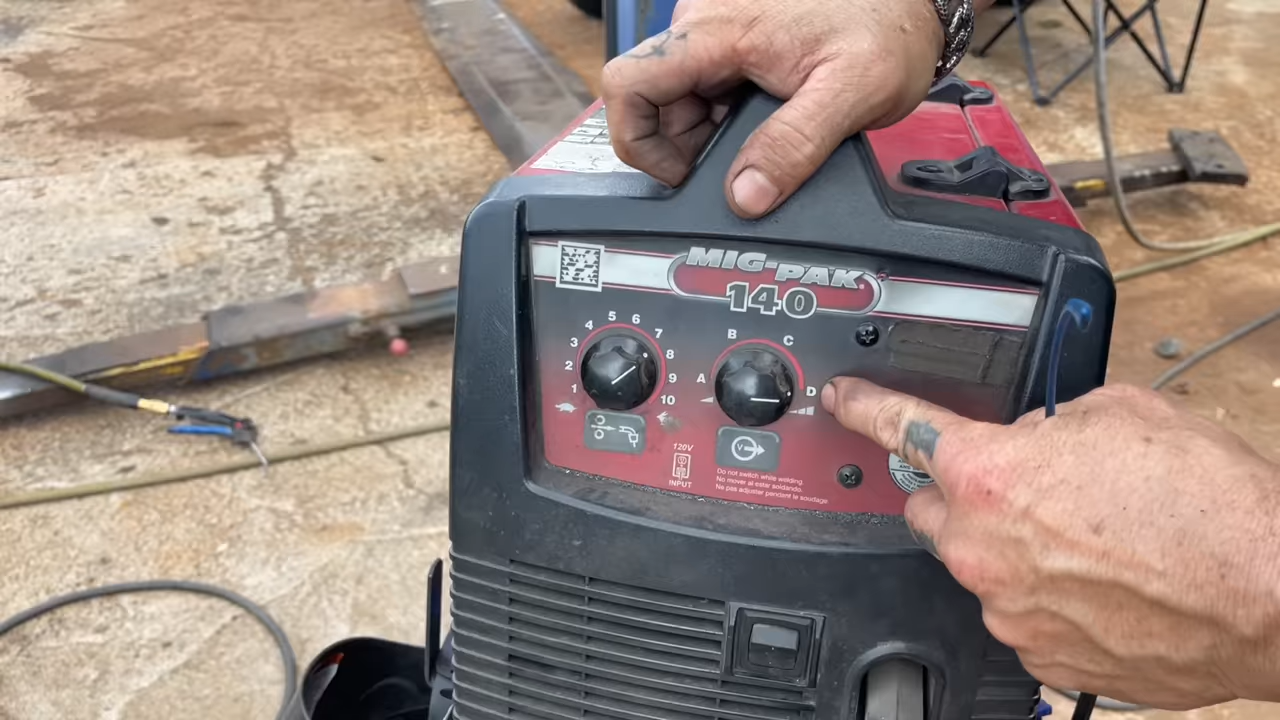 MIG-PAK
140
1
2
3
4
5
6
7
8
9
10
A
B
C
D
V
120V
INPUT
Do not switch while welding.
No mover al estar soldando.
Ne pas adjuster pendant le soudage